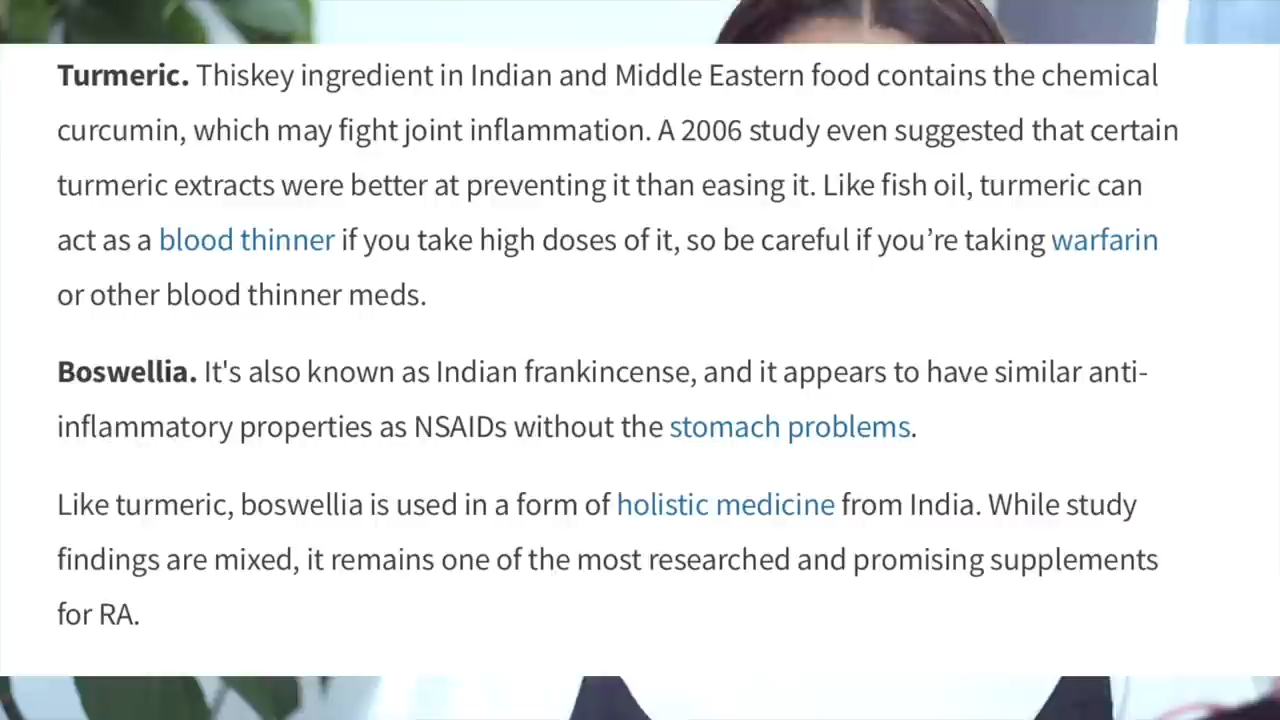 Turmeric. Thiskey ingredient in Indian and Middle Eastern food contains the chemical
curcumin, which may fight joint inflammation. A 2006 study even suggested that certain
turmeric extracts were better at preventing it than easing it. Like fish oil, turmeric can
act as a blood thinner if you take high doses of it, so be careful if you’re taking warfarin
or other blood thinner meds.
Boswellia. It's also known as Indian frankincense, and it appears to have similar anti-
inflammatory properties as NSAIDs without the stomach problems.
Like turmeric, boswellia is used in a form of holistic medicine from India. While study
findings are mixed, it remains one of the most researched and promising supplements
for RA.